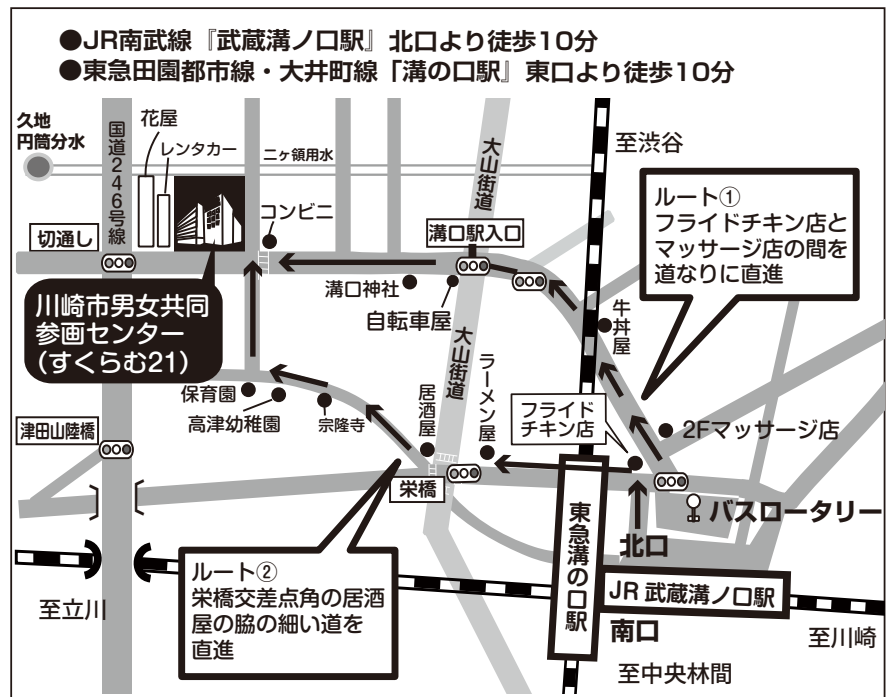 ●JR南武線『武蔵溝ノ口駅』北口より徒歩10分
●東急田園都市線・大井町線「溝の口駅」東口より徒歩10分
久地
円筒分水
国道246号線
花屋
レンタカー
二ヶ領用水
大山街道
至渋谷
コンビニ
切通し
溝口駅入口
ルート①
フライドチキン店と
マッサージ店の間を
道なりに直進
川崎市男女共同
参画センター
(すくらむ21)
溝口神社
自転車屋
牛丼屋
大山街道
保育園
高津幼稚園
宗隆寺
居酒屋
ラーメン屋
フライド
チキン店
2Fマッサージ店
津田山陸橋
栄橋
バスロータリー
北口
東急溝の口駅
ルート②
栄橋交差点角の居酒
屋の脇の細い道を
直進
JR 武蔵溝ノ口駅
南口
至立川
至川崎
至中央林間